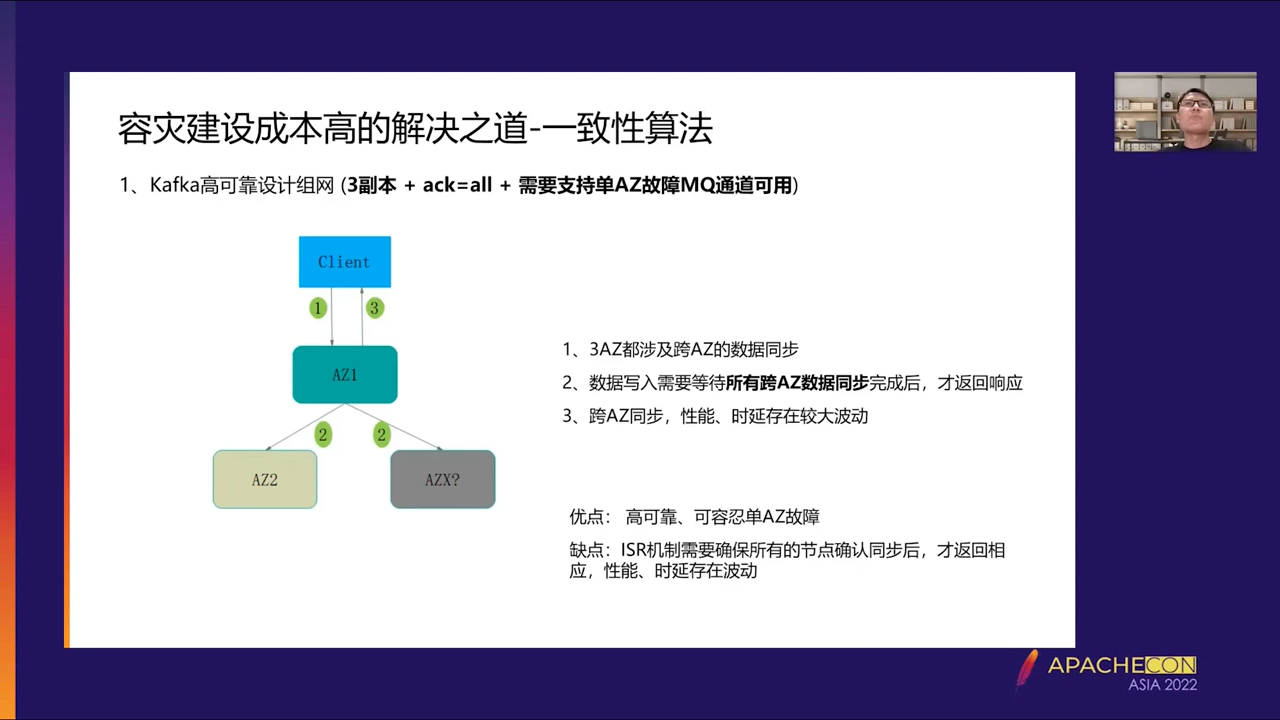 容灾建设成本高的解决之道-一致性算法
1、Kafka高可靠设计组网 (3副本 + ack=all + 需要支持单AZ故障MQ通道可用)
Client
1
3
AZ1
2
2
AZ2
AZX?
1、3AZ都涉及跨AZ的数据同步
2、数据写入需要等待所有跨AZ数据同步完成后，才返回响应
3、跨AZ同步，性能、时延存在较大波动
优点： 高可靠、可容忍单AZ故障
缺点：ISR机制需要确保所有的节点确认同步后，才返回相
应，性能、时延存在波动
APACHECON
ASIA 2022